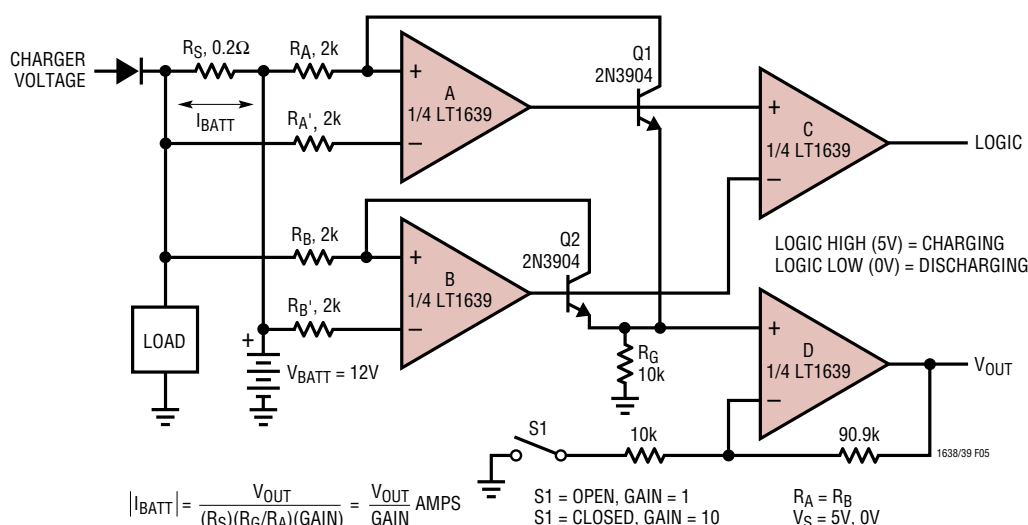 CHARGER
VOLTAGE
R_S, 0.2Ω
I_BATT
R_A, 2k
R_A', 2k
+
−
A
1/4 LT1639
Q1
2N3904
+
−
C
1/4 LT1639
LOGIC
LOGIC HIGH (5V) = CHARGING
LOGIC LOW (0V) = DISCHARGING
R_B, 2k
R_B', 2k
+
−
B
1/4 LT1639
Q2
2N3904
LOAD
+
V_BATT = 12V
R_G
10k
+
−
D
1/4 LT1639
V_OUT
S1
10k
90.9k
1638/39 F05
|I_BATT| = V_OUT / (R_S)(R_G/R_A)(GAIN) = V_OUT / GAIN AMPS
S1 = OPEN, GAIN = 1
S1 = CLOSED, GAIN = 10
R_A = R_B
V_S = 5V, 0V